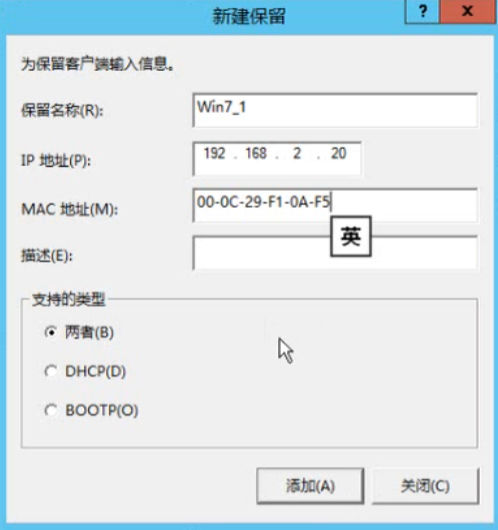 新建保留
?
x
为保留客户端输入信息。
保留名称(R):
Win7_1
IP 地址(P):
192 . 168 . 2 . 20
MAC 地址(M):
00-0C-29-F1-0A-F5
英
描述(E):
支持的类型
两者(B)
DHCP(D)
BOOTP(O)
添加(A)
关闭(C)